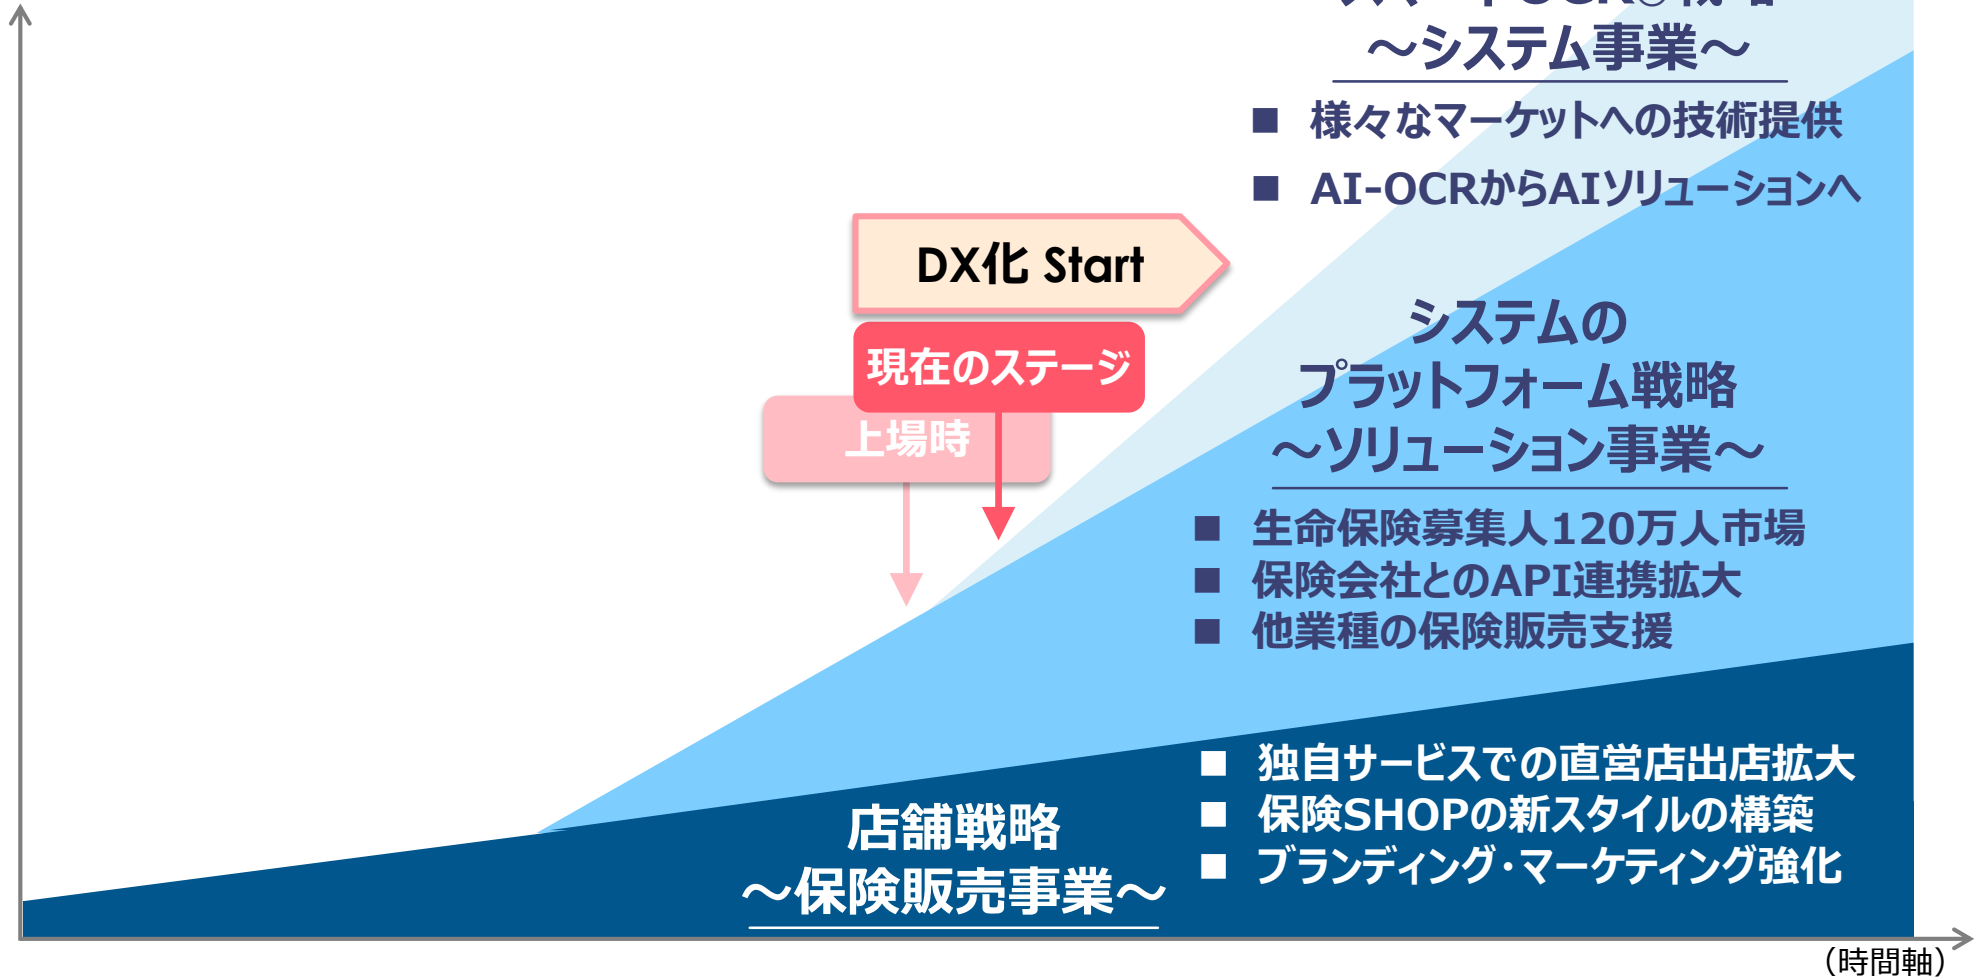 ～システム事業～
■ 様々なマーケットへの技術提供
■ AI-OCRからAIソリューションへ
DX化 Start
現在のステージ
上場時
システムの
プラットフォーム戦略
～ソリューション事業～
■ 生命保険募集人120万人市場
■ 保険会社とのAPI連携拡大
■ 他業種の保険販売支援
■ 独自サービスでの直営店出店拡大
■ 保険SHOPの新スタイルの構築
■ ブランディング・マーケティング強化
店舗戦略
～保険販売事業～
（時間軸）